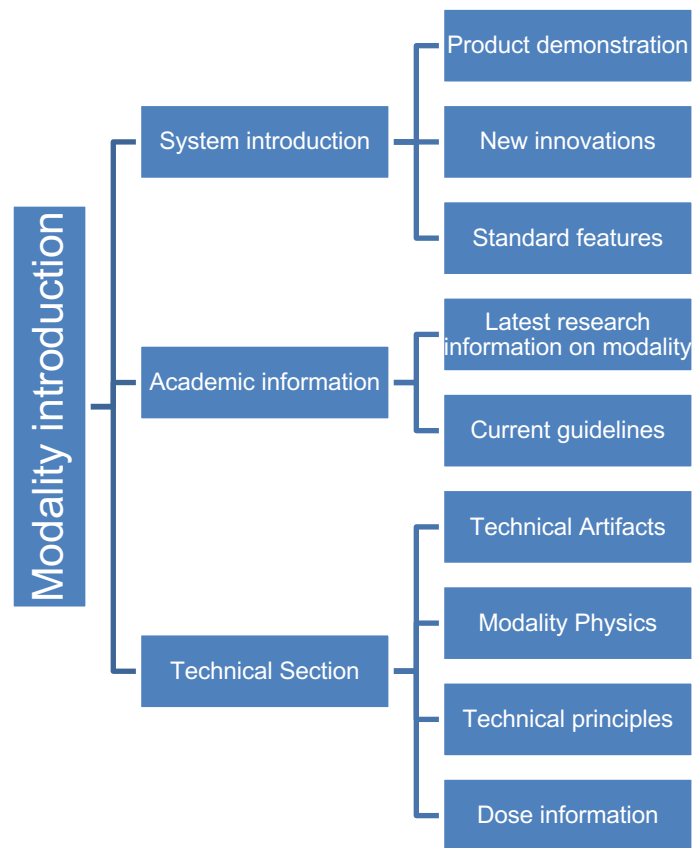 Modality introduction
System introduction
Product demonstration
New innovations
Standard features
Academic information
Latest research
information on modality
Current guidelines
Technical Section
Technical Artifacts
Modality Physics
Technical principles
Dose information